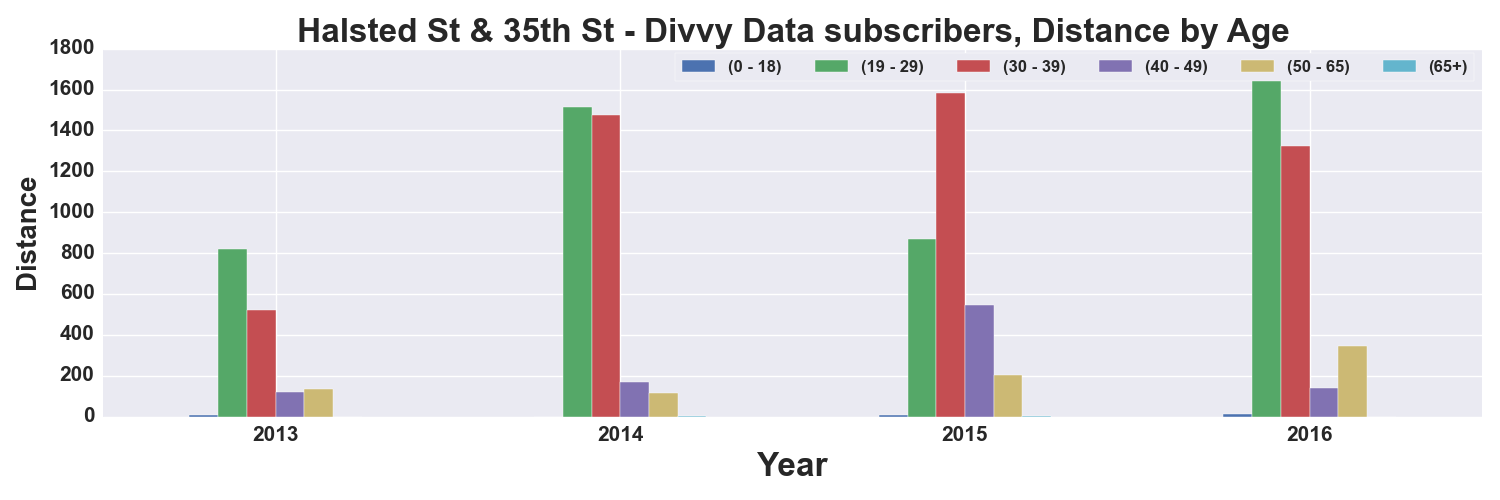 Halsted St & 35th St - Divvy Data subscribers, Distance by Age
(0 - 18) (19 - 29) (30 - 39) (40 - 49) (50 - 65) (65+)
1800
1600
1400
1200
1000
800
600
400
200
0
Distance
2013 2014 2015 2016
Year